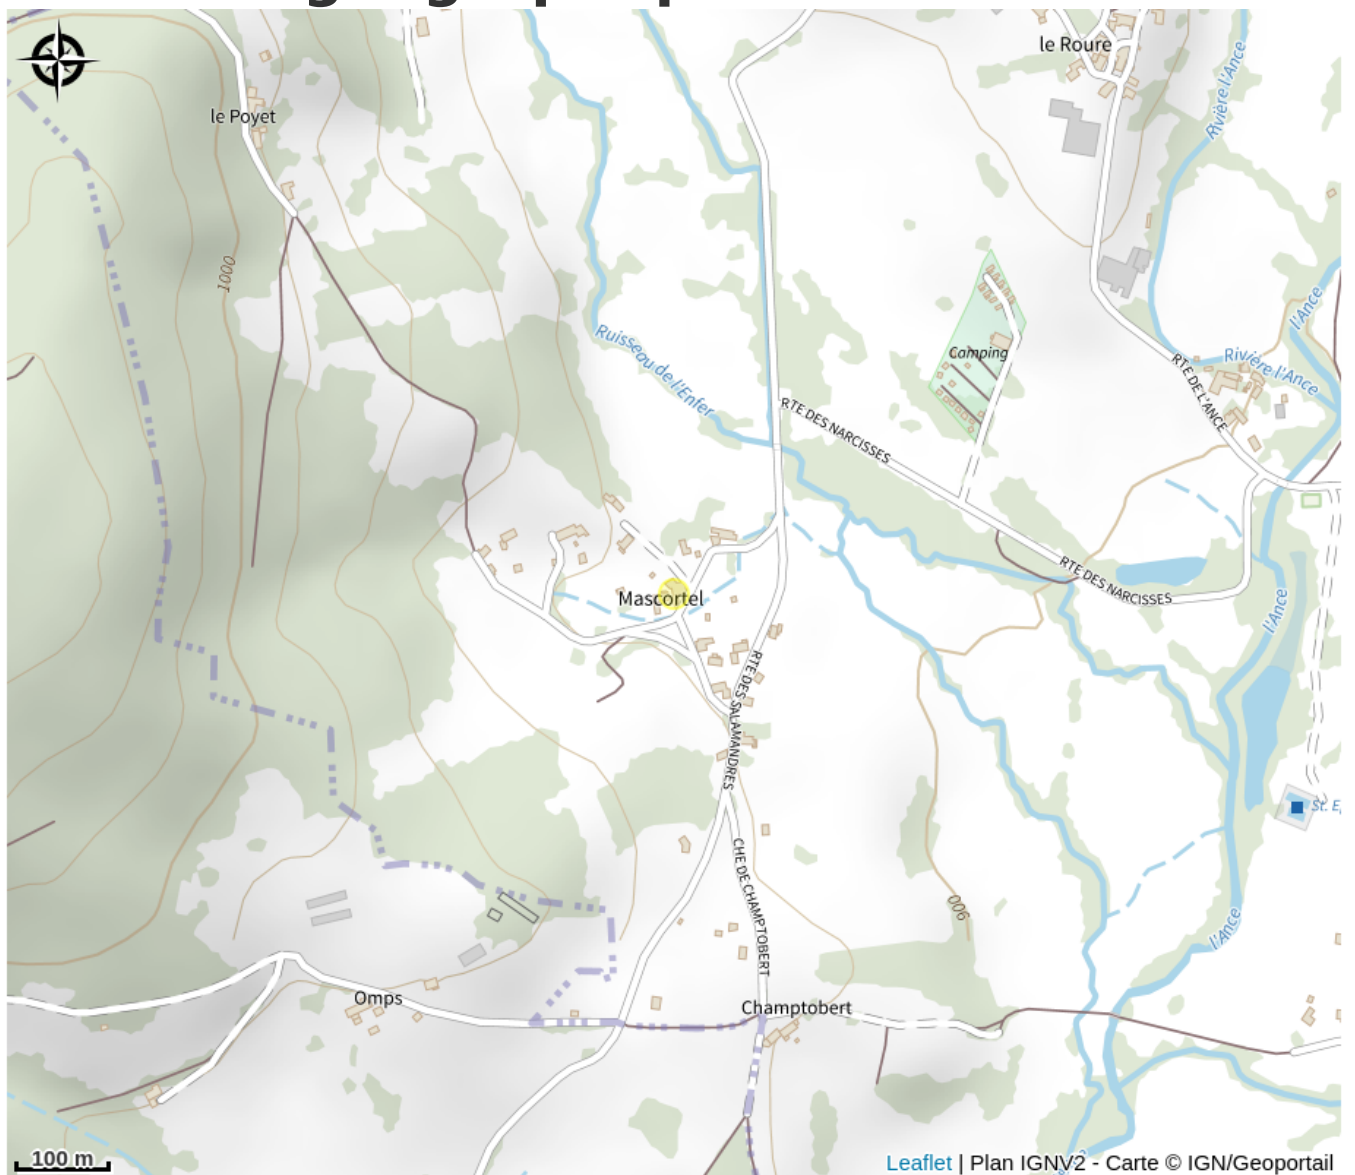 le Roure
Rivière l'Ance
le Poyet
1000
l'Ance
Ruisseau de l'Enfer
Camping
Rivière l'Ance
RTE DE L'ANCE
RTE DES NARCISSES
RTE DES NARCISSES
Mascortel
l'Ance
RTE DES SALAMANDRES
St. E
CHE DE CHAMPTOBERT
900
l'Ance
Omps
Champtobert
100 m
Leaflet | Plan IGNV2 - Carte © IGN/Geoportail